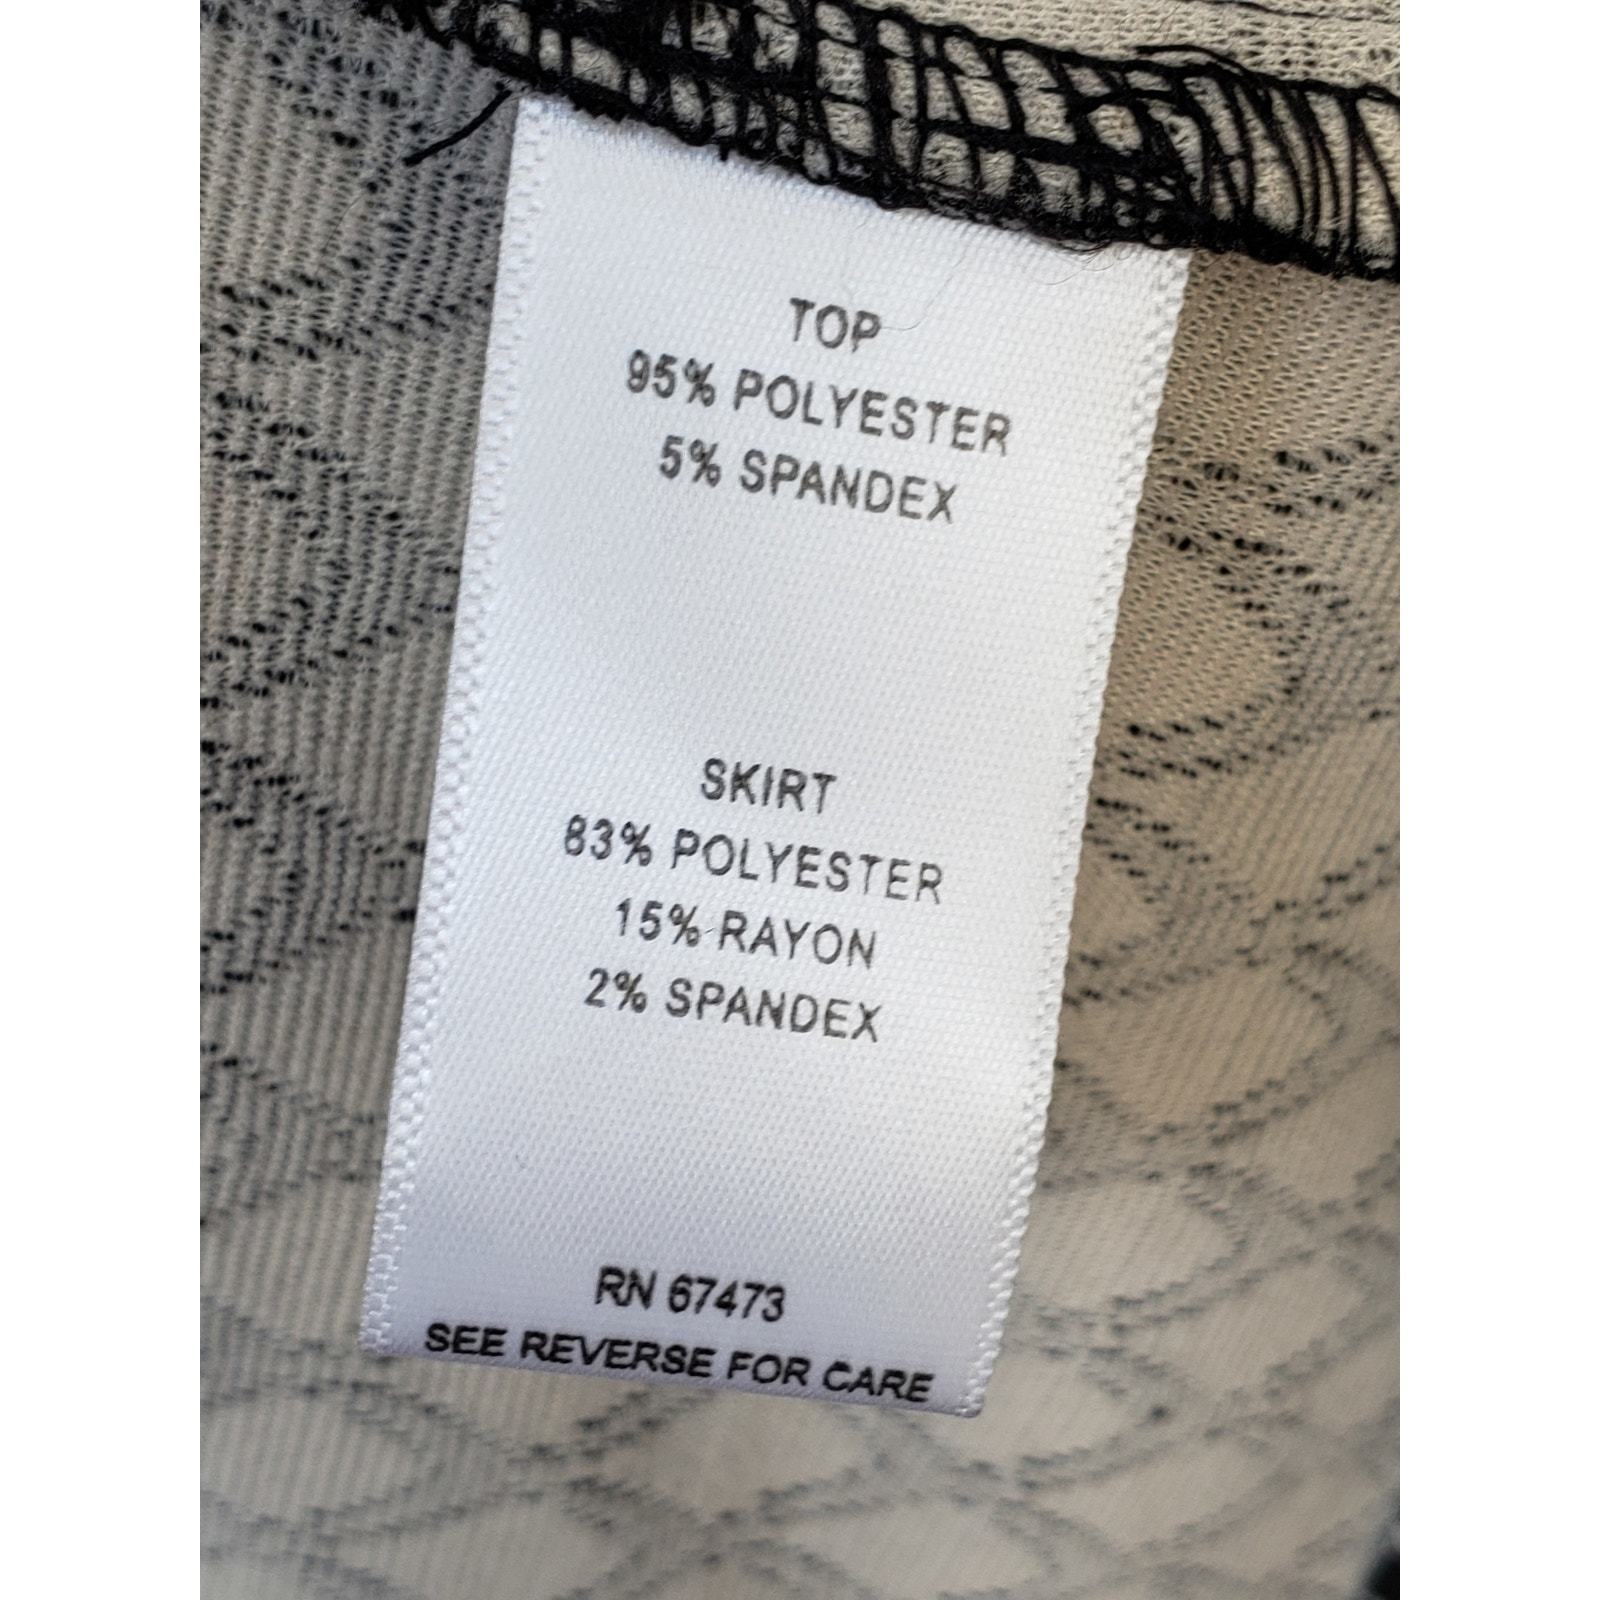 TOP
95% POLYESTER
5% SPANDEX
SKIRT
83% POLYESTER
15% RAYON
2% SPANDEX
RN 67473
SEE REVERSE FOR CARE